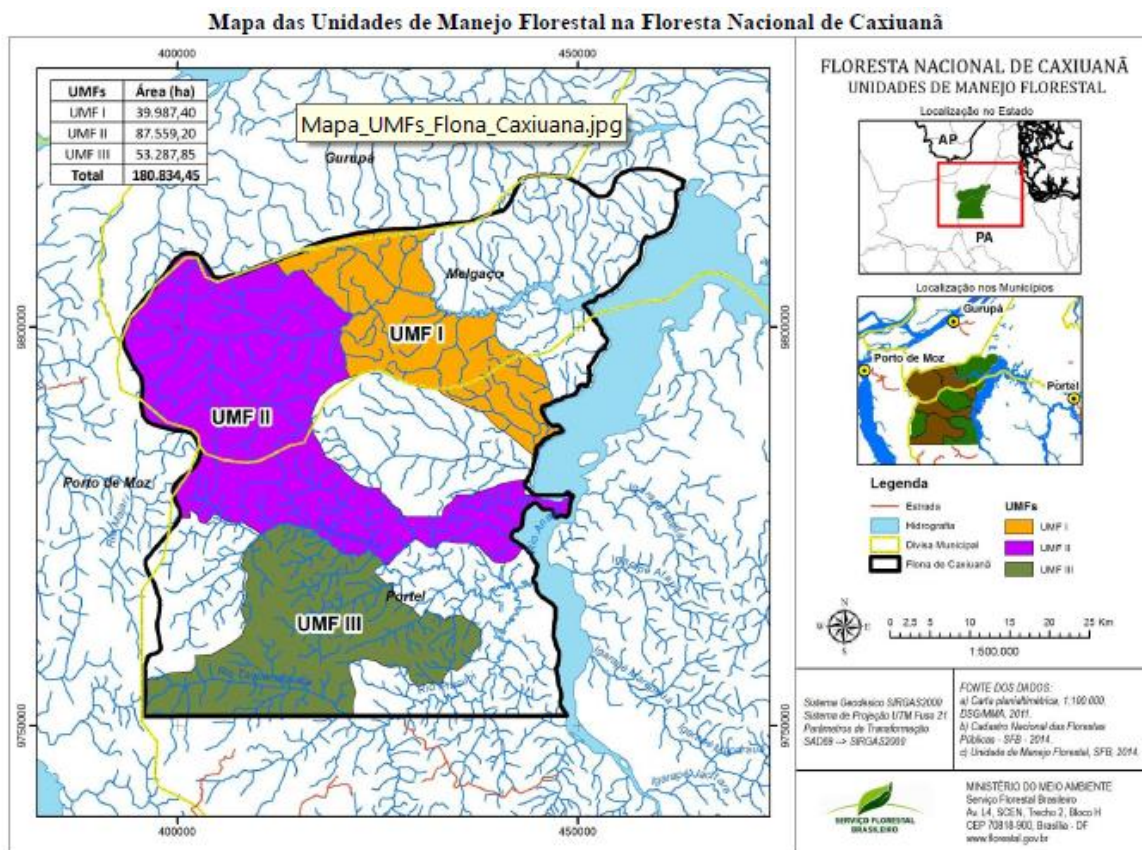 Mapa das Unidades de Manejo Florestal na Floresta Nacional de Caxiuanã
400000
450000
UMFs Área (ha)
UMF I 39.987,40
UMF II 87.559,20
UMF III 53.287,85
Total 180.834,45
Mapa_UMFs_Flona_Caxiuana.jpg
Gurupá
Melgaço
9800000
9800000
UMF I
UMF II
Porto de Moz
Rio Majari
Portel
UMF III
9750000
9750000
400000
450000
FLORESTA NACIONAL DE CAXIUANÃ
UNIDADES DE MANEJO FLORESTAL
Localização no Estado
AP
PA
Localização nos Municípios
Gurupá
Porto de Moz
Portel
Legenda
Estrada
Hidrografia
Divisa Municipal
Flona de Caxiuanã
UMFs
UMF I
UMF II
UMF III
N
W
E
S
0 2,5 5 10 15 20 25 Km
1:500.000
Sistema Geodésico SIRGAS2000
Sistema de Projeção UTM Fuso 21
Parâmetros de Transformação
SAD69 --> SIRGAS2000
FONTE DOS DADOS:
a) Carta planialtimétrica, 1:100.000,
DSG/MMA, 2011.
b) Cadastro Nacional das Florestas
Públicas - SFB - 2014.
c) Unidade de Manejo Florestal, SFB, 2014.
SERVIÇO FLORESTAL
BRASILEIRO
MINISTÉRIO DO MEIO AMBIENTE
Serviço Florestal Brasileiro
Av. L4, SCEN, Trecho 2, Bloco H
CEP 70818-900, Brasília - DF
www.florestal.gov.br